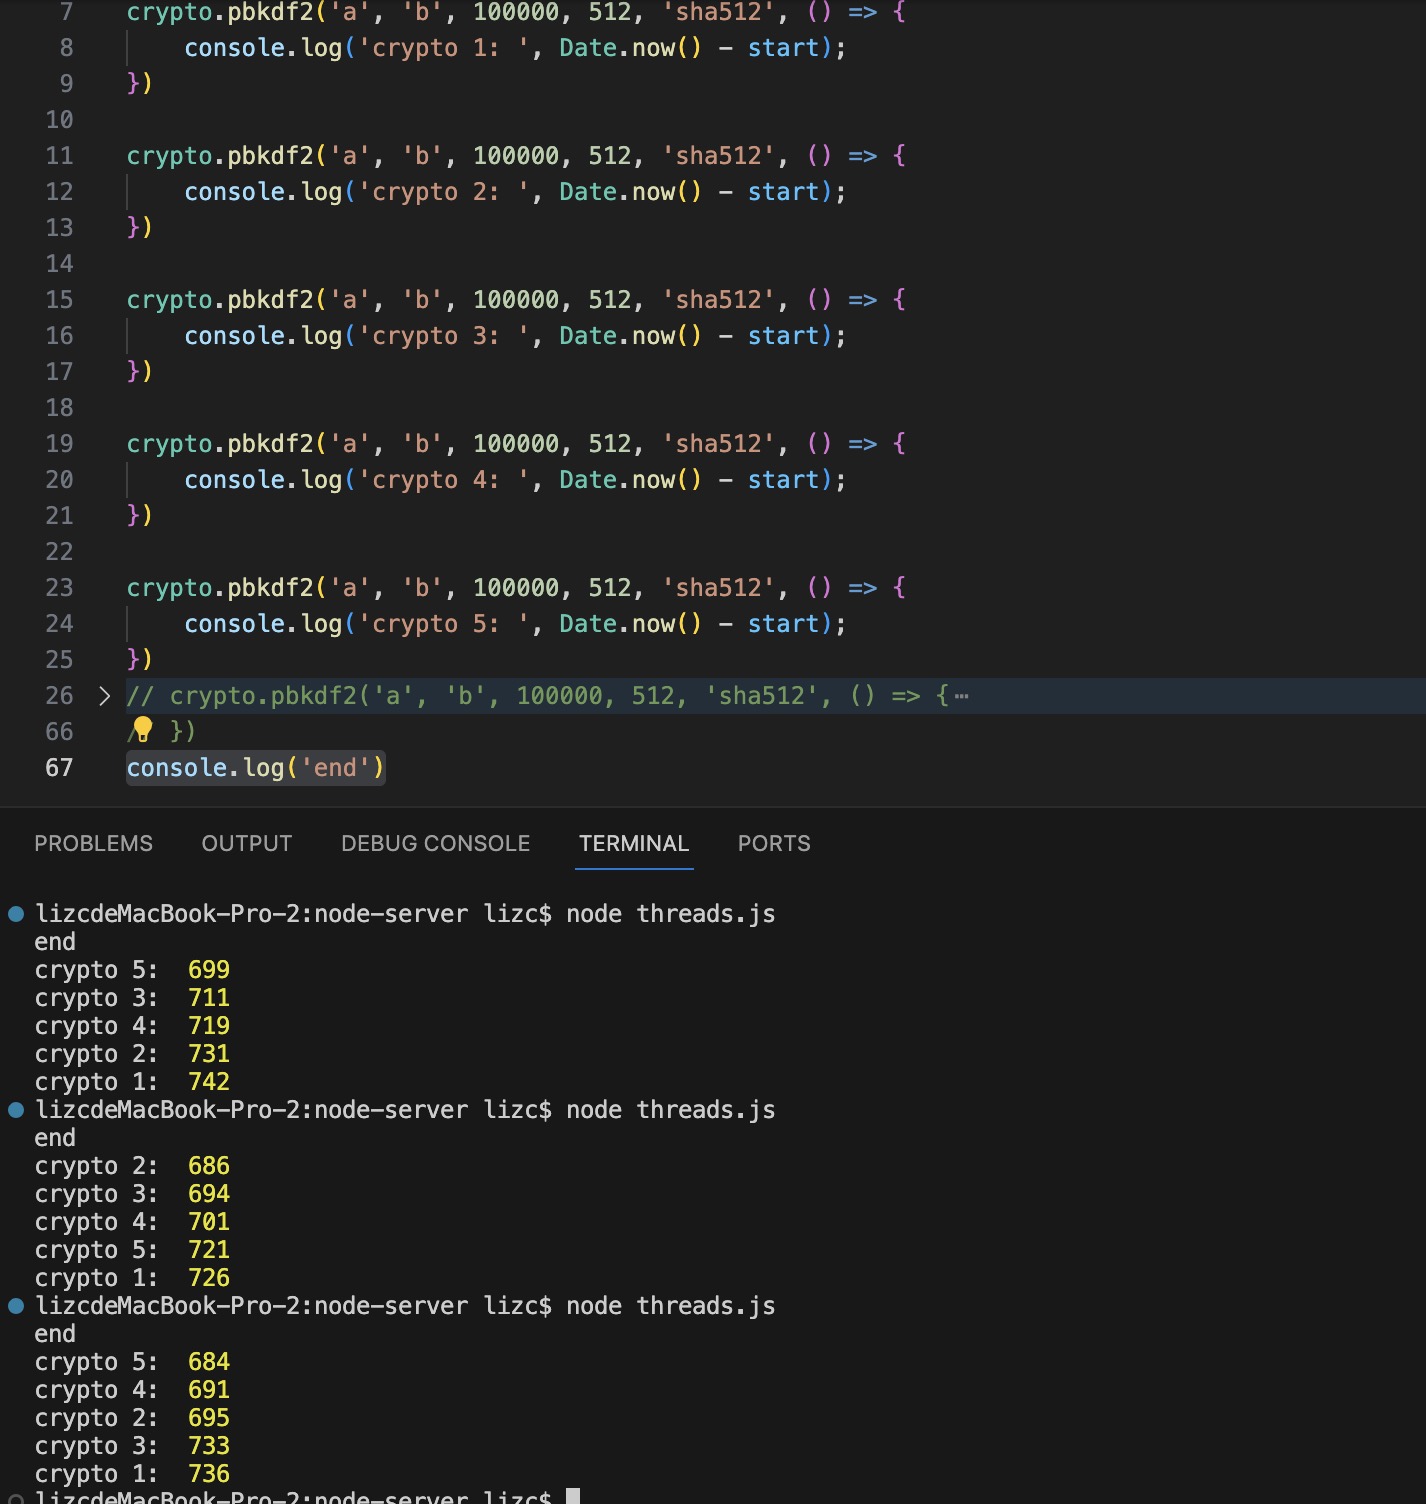 7 crypto.pbkdf2('a', 'b', 100000, 512, 'sha512', () => {
8 console.log('crypto 1: ', Date.now() - start);
9 })
10
11 crypto.pbkdf2('a', 'b', 100000, 512, 'sha512', () => {
12 console.log('crypto 2: ', Date.now() - start);
13 })
14
15 crypto.pbkdf2('a', 'b', 100000, 512, 'sha512', () => {
16 console.log('crypto 3: ', Date.now() - start);
17 })
18
19 crypto.pbkdf2('a', 'b', 100000, 512, 'sha512', () => {
20 console.log('crypto 4: ', Date.now() - start);
21 })
22
23 crypto.pbkdf2('a', 'b', 100000, 512, 'sha512', () => {
24 console.log('crypto 5: ', Date.now() - start);
25 })
26 // crypto.pbkdf2('a', 'b', 100000, 512, 'sha512', () => {⋯
66 / })
67 console.log('end')
PROBLEMS OUTPUT DEBUG CONSOLE TERMINAL PORTS
lizcdeMacBook-Pro-2:node-server lizc$ node threads.js
end
crypto 5:  699
crypto 3:  711
crypto 4:  719
crypto 2:  731
crypto 1:  742
lizcdeMacBook-Pro-2:node-server lizc$ node threads.js
end
crypto 2:  686
crypto 3:  694
crypto 4:  701
crypto 5:  721
crypto 1:  726
lizcdeMacBook-Pro-2:node-server lizc$ node threads.js
end
crypto 5:  684
crypto 4:  691
crypto 2:  695
crypto 3:  733
crypto 1:  736
lizcdeMacBook-Pro-2:node-server lizc$